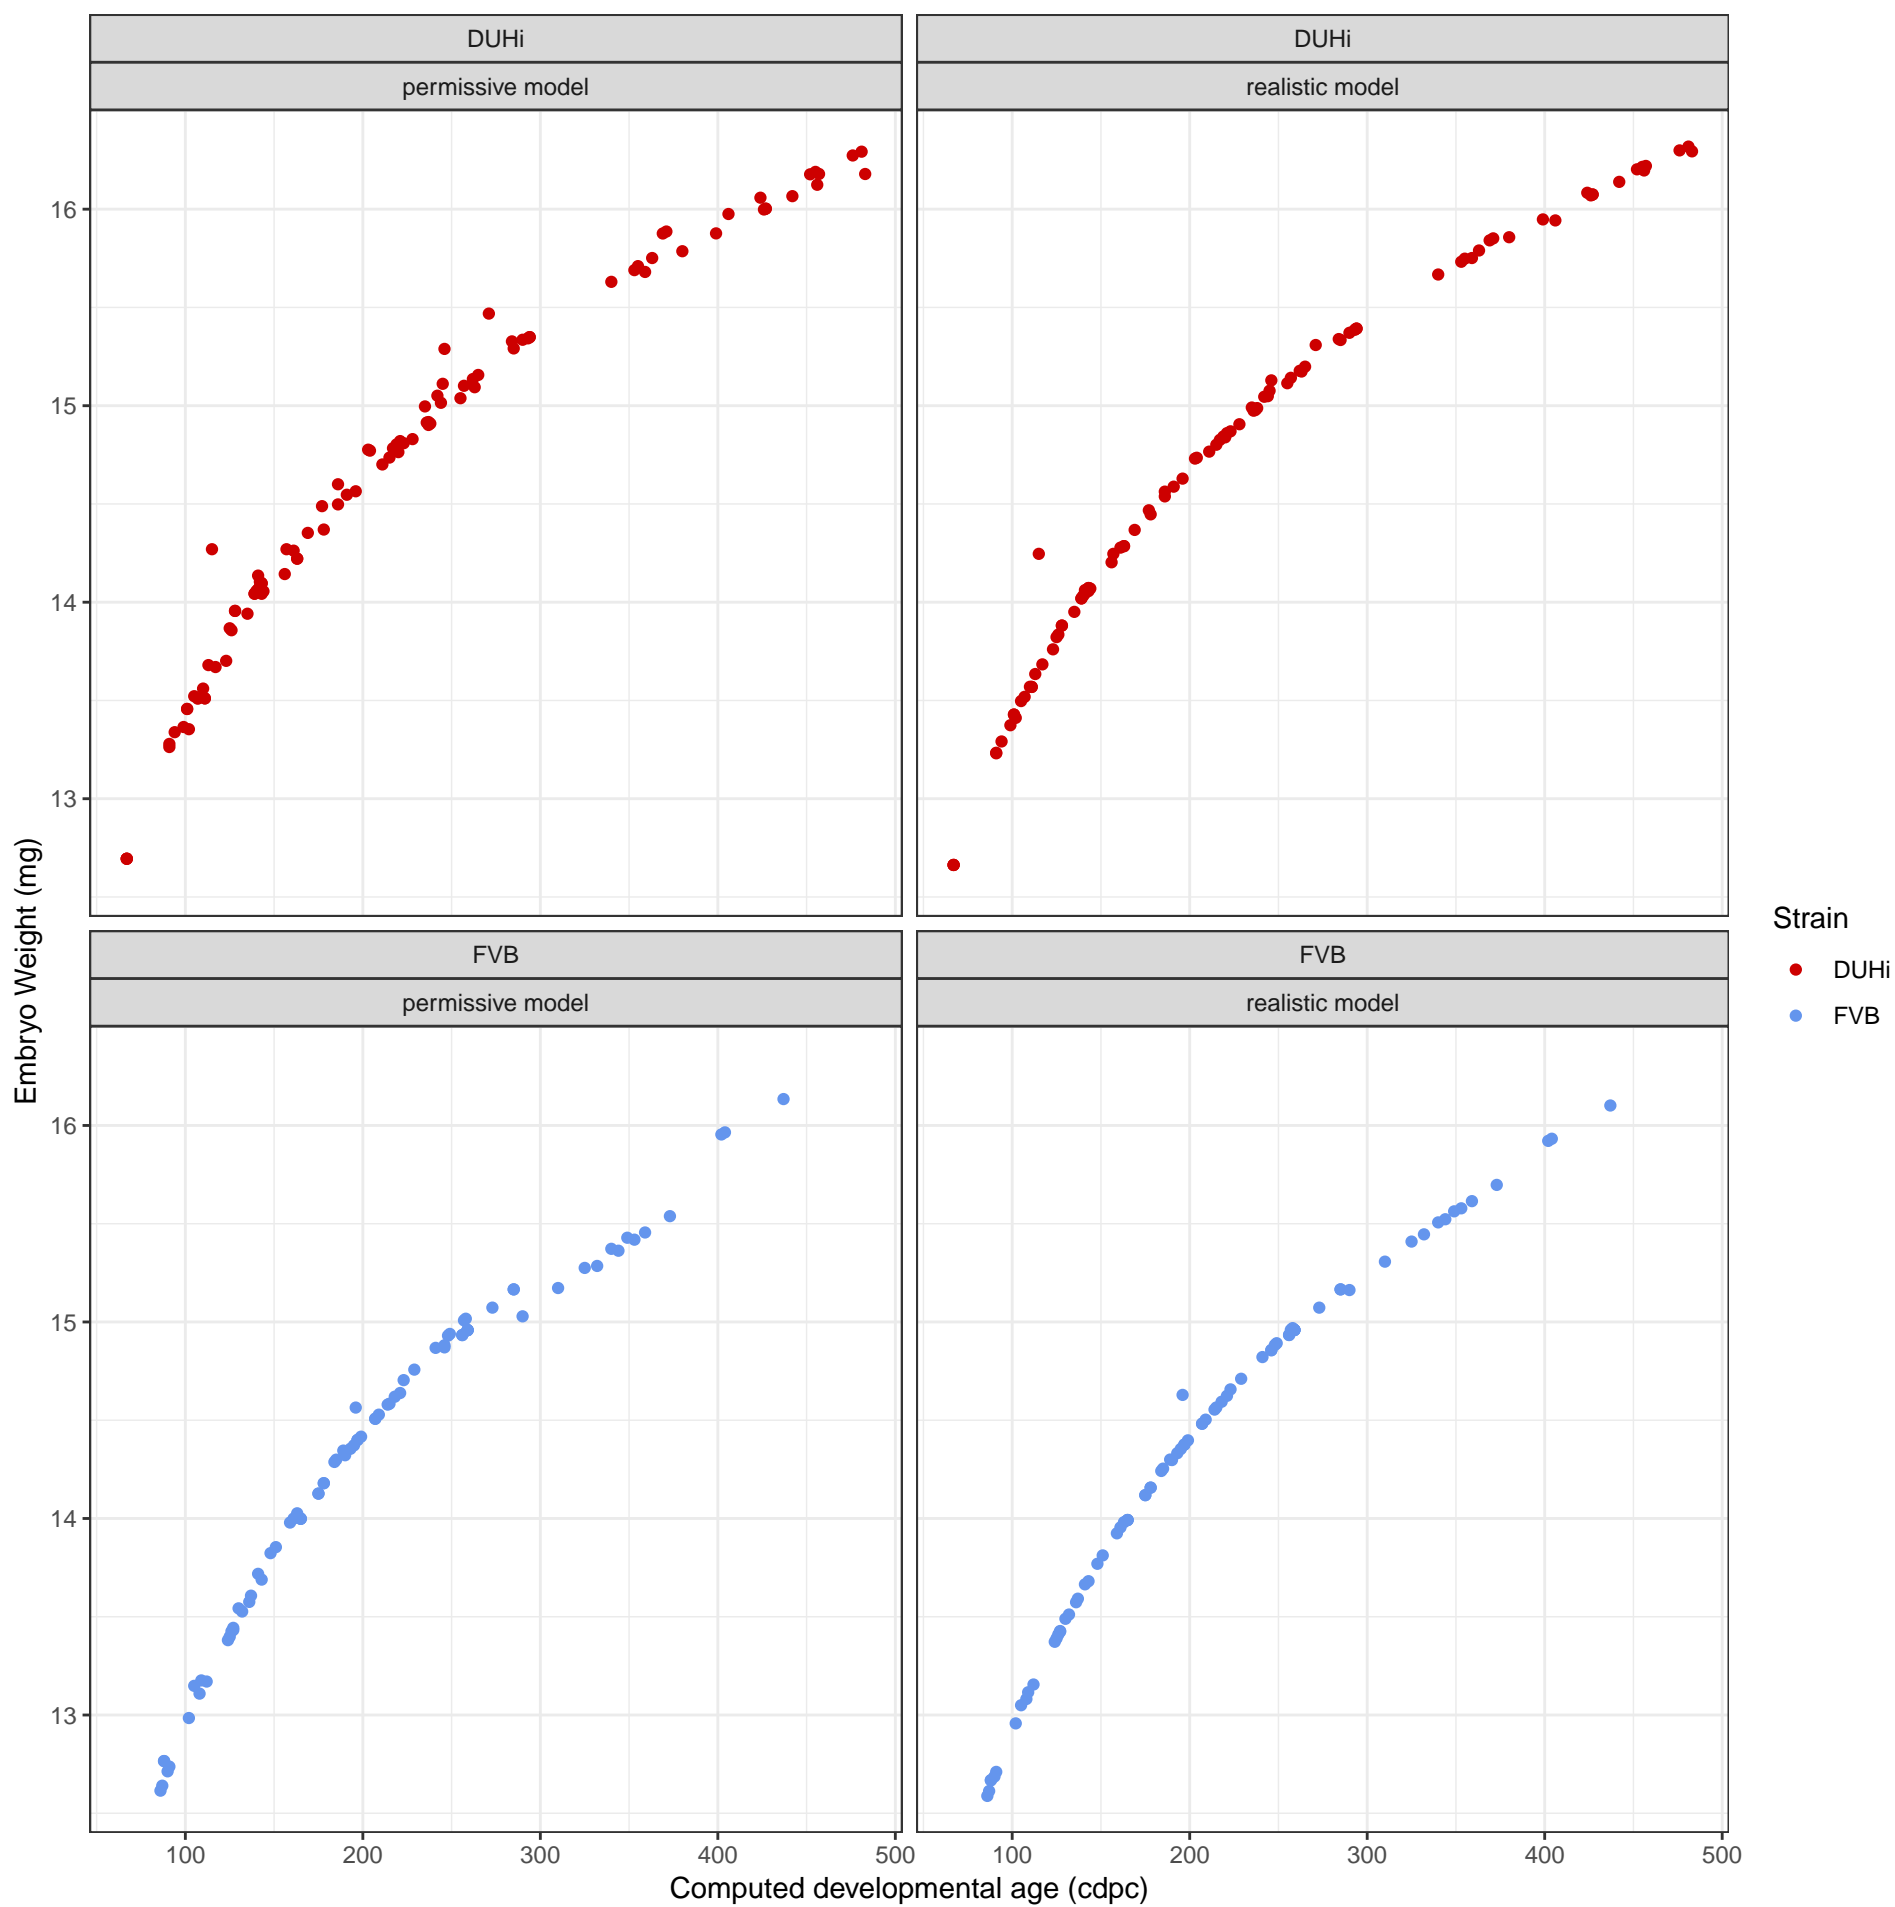 DUHi
DUHi
permissive model
realistic model
16
15
14
13
FVB
FVB
permissive model
realistic model
16
15
14
13
100
200
300
400
500
100
200
300
400
500
Computed developmental age (cdpc)
Embryo Weight (mg)
Strain
DUHi
FVB